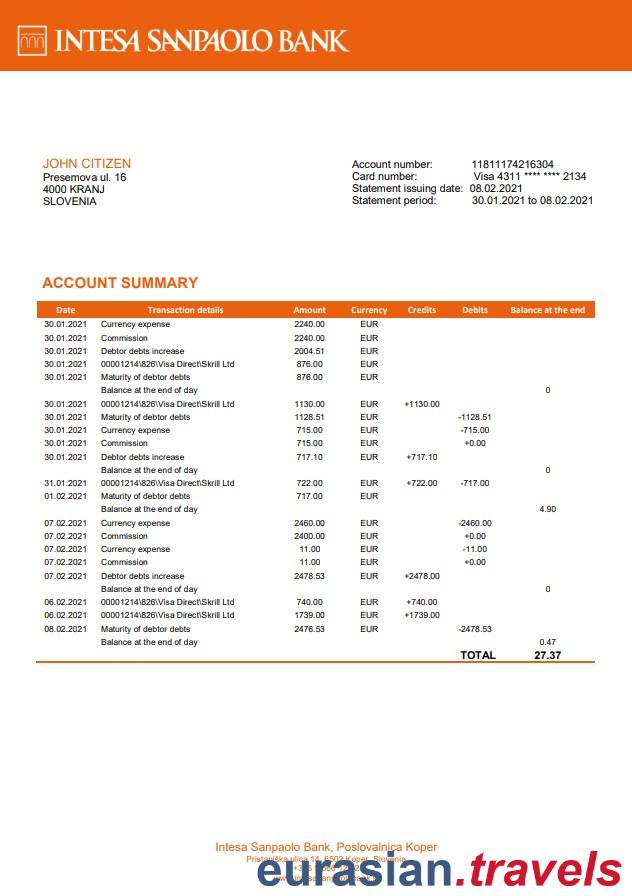 INTESA SANPAOLO BANK
JOHN CITIZEN
Presemova ul. 16
4000 KRANJ
SLOVENIA
Account number: 11811174216304
Card number: Visa 4311 **** **** 2134
Statement issuing date: 08.02.2021
Statement period: 30.01.2021 to 08.02.2021
ACCOUNT SUMMARY
Date Transaction details Amount Currency Credits Debits Balance at the end
30.01.2021 Currency expense 2240.00 EUR
30.01.2021 Commission 2240.00 EUR
30.01.2021 Debtor debts increase 2004.51 EUR
30.01.2021 00001214\826\Visa Direct\Skrill Ltd 876.00 EUR
30.01.2021 Maturity of debtor debts 876.00 EUR
Balance at the end of day 0
30.01.2021 00001214\826\Visa Direct\Skrill Ltd 1130.00 EUR +1130.00
30.01.2021 Maturity of debtor debts 1128.51 EUR -1128.51
30.01.2021 Currency expense 715.00 EUR -715.00
30.01.2021 Commission 715.00 EUR +0.00
30.01.2021 Debtor debts increase 717.10 EUR +717.10
Balance at the end of day 0
31.01.2021 00001214\826\Visa Direct\Skrill Ltd 722.00 EUR +722.00 -717.00
01.02.2021 Maturity of debtor debts 717.00 EUR
Balance at the end of day 4.90
07.02.2021 Currency expense 2460.00 EUR -2460.00
07.02.2021 Commission 2400.00 EUR +0.00
07.02.2021 Currency expense 11.00 EUR -11.00
07.02.2021 Commission 11.00 EUR +0.00
07.02.2021 Debtor debts increase 2478.53 EUR +2478.00
Balance at the end of day 0
06.02.2021 00001214\826\Visa Direct\Skrill Ltd 740.00 EUR +740.00
06.02.2021 00001214\826\Visa Direct\Skrill Ltd 1739.00 EUR +1739.00
08.02.2021 Maturity of debtor debts 2476.53 EUR -2478.53
Balance at the end of day 0.47
TOTAL 27.37
Intesa Sanpaolo Bank, Poslovalnica Koper
Pristaniška ulica 14, 6502 Koper, Slovenia
eurasian.travels